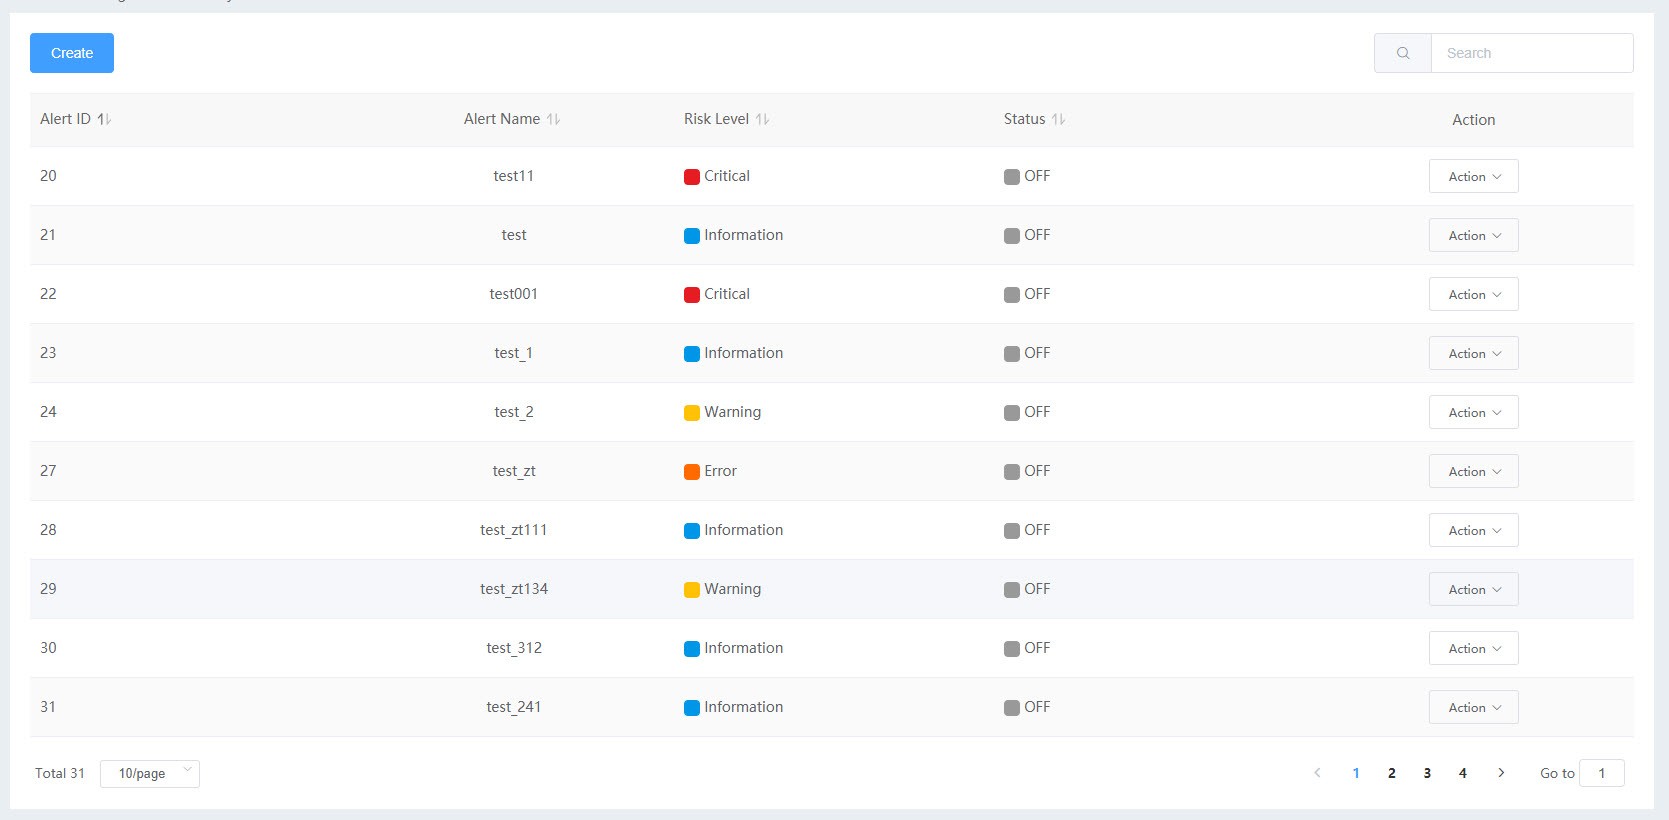 Create
Search
Alert ID Alert Name Risk Level Status Action
20 test11 Critical OFF Action
21 test Information OFF Action
22 test001 Critical OFF Action
23 test_1 Information OFF Action
24 test_2 Warning OFF Action
27 test_zt Error OFF Action
28 test_zt111 Information OFF Action
29 test_zt134 Warning OFF Action
30 test_312 Information OFF Action
31 test_241 Information OFF Action
Total 31 10/page 1 2 3 4 Go to 1